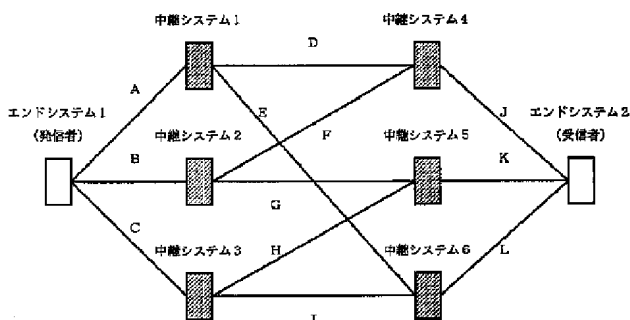 中継システム1
中継システム4
D
A
J
エンドシステム1
(発信者)
E
F
エンドシステム2
(受信者)
中継システム2
中継システム5
B
K
G
C
中継システム3
H
中継システム6
L
I